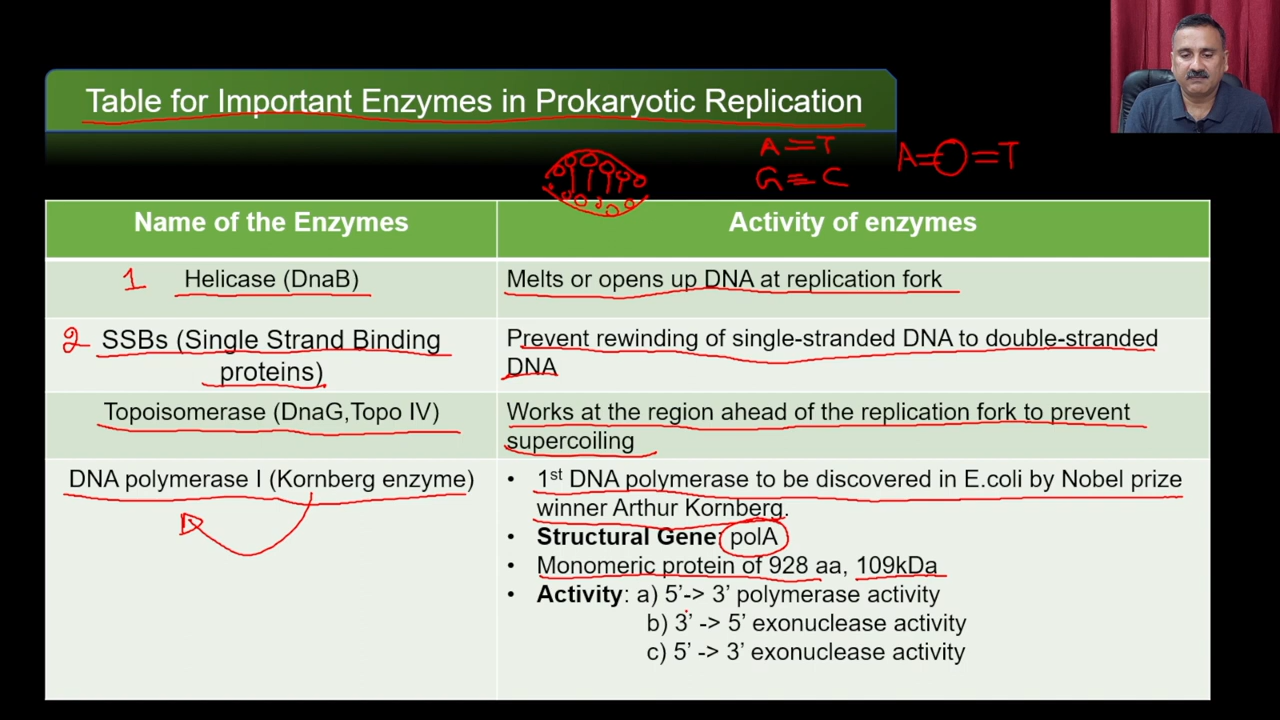 Table for Important Enzymes in Prokaryotic Replication
A=T
G≡C
A=O=T
Name of the Enzymes
Activity of enzymes
1 Helicase (DnaB)
Melts or opens up DNA at replication fork
2 SSBs (Single Strand Binding
proteins)
Prevent rewinding of single-stranded DNA to double-stranded
DNA
Topoisomerase (DnaG,Topo IV)
Works at the region ahead of the replication fork to prevent
supercoiling
DNA polymerase I (Kornberg enzyme)
• 1st DNA polymerase to be discovered in E.coli by Nobel prize
winner Arthur Kornberg.
• Structural Gene: polA
• Monomeric protein of 928 aa, 109kDa
• Activity: a) 5’-> 3’ polymerase activity
b) 3’ -> 5’ exonuclease activity
c) 5’ -> 3’ exonuclease activity